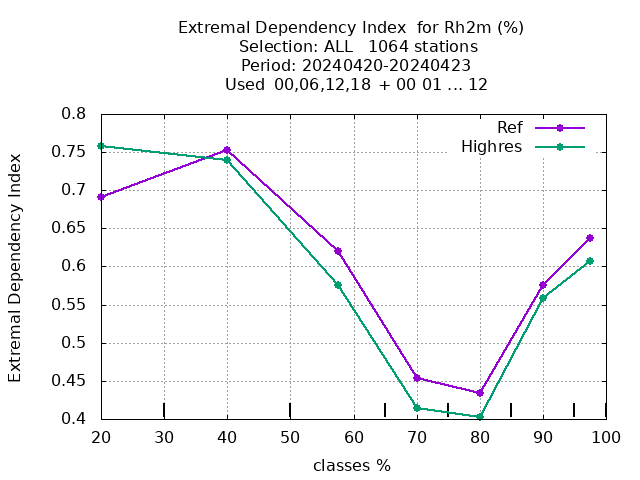 Extremal Dependency Index  for Rh2m (%)
Selection: ALL   1064 stations
Period: 20240420-20240423
Used  00,06,12,18 + 00 01 ... 12
Ref
Highres
Extremal Dependency Index
0.8
0.75
0.7
0.65
0.6
0.55
0.5
0.45
0.4
20 30 40 50 60 70 80 90 100
classes %